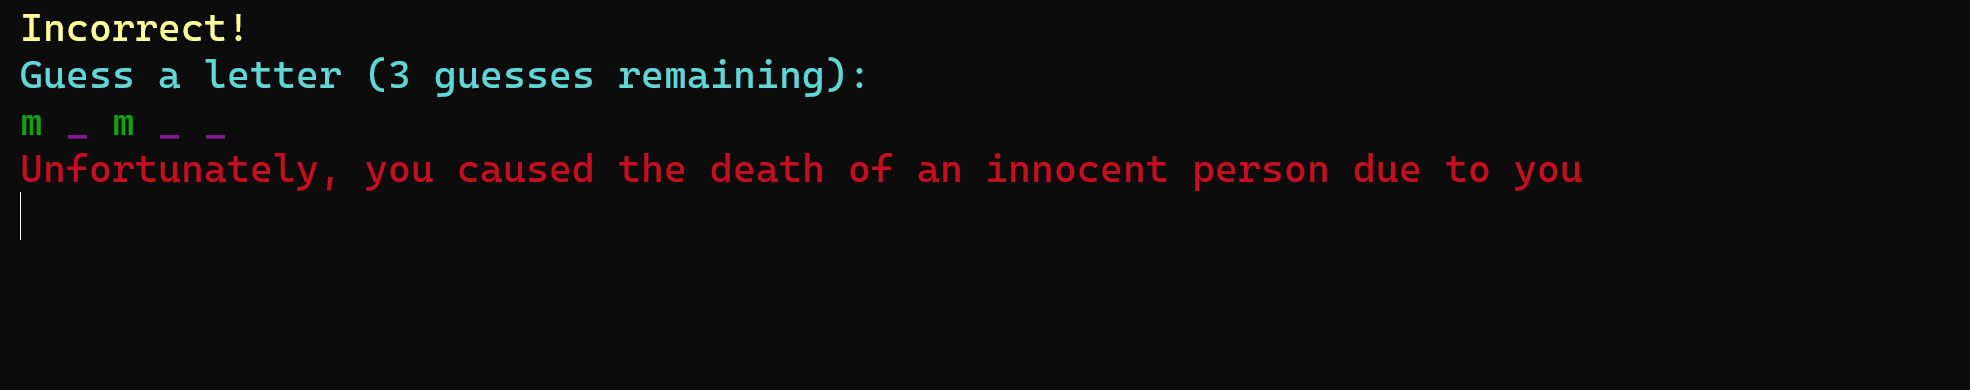 Incorrect!
Guess a letter (3 guesses remaining):
m _ m _ _
Unfortunately, you caused the death of an innocent person due to you